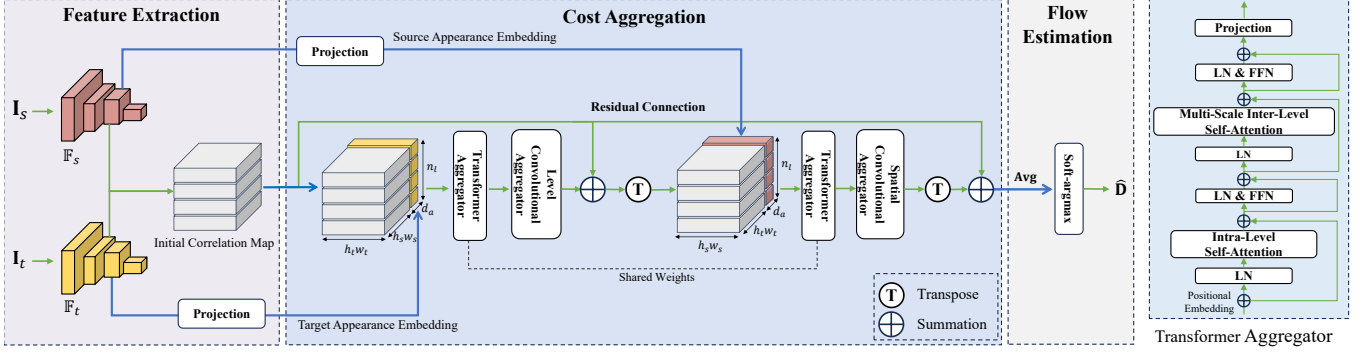 Feature Extraction
I_s
𝔽_s
I_t
𝔽_t
Initial Correlation Map
Projection
Cost Aggregation
Projection
Source Appearance Embedding
Residual Connection
n_l
d_a
h_s w_s
h_t w_t
Transformer
Aggregator
Level
Convolutional
Aggregator
T
n_l
d_a
h_t w_t
h_s w_s
Transformer
Aggregator
Spatial
Convolutional
Aggregator
T
Shared Weights
Target Appearance Embedding
T Transpose
Summation
Flow
Estimation
Avg
Soft-argmax
D̂
Projection
LN & FFN
Multi-Scale Inter-Level
Self-Attention
LN
LN & FFN
Intra-Level
Self-Attention
LN
Positional
Embedding
Transformer Aggregator